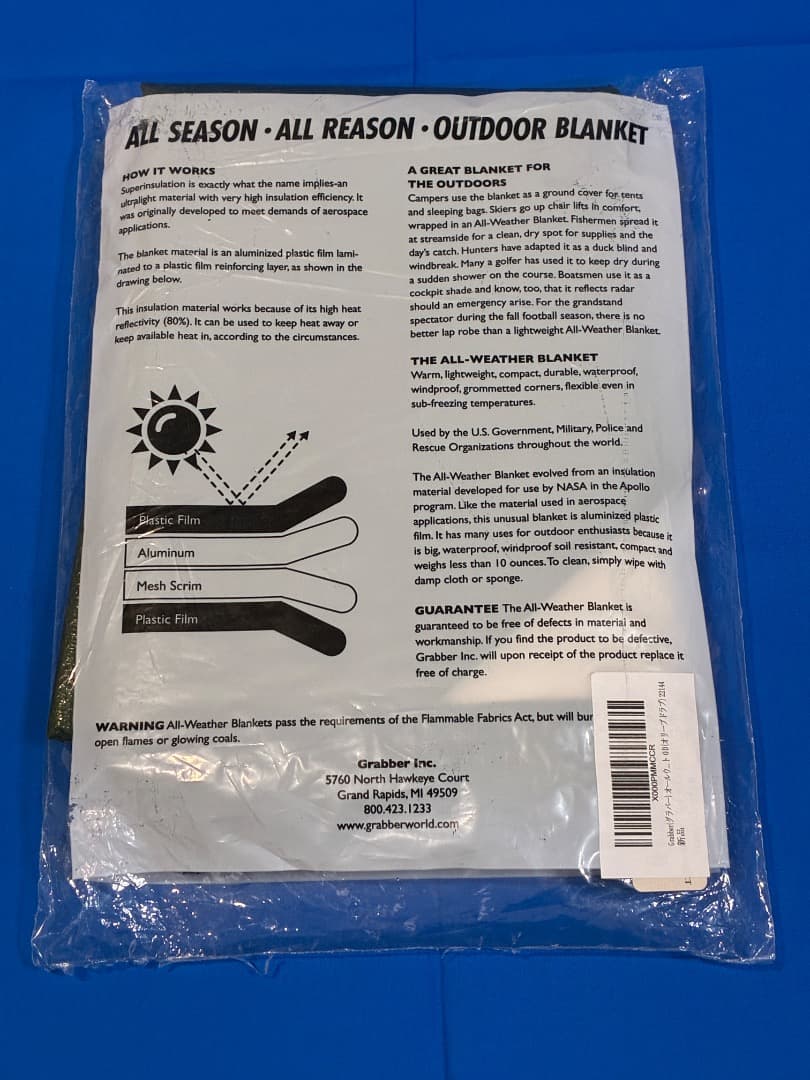 ALL SEASON • ALL REASON • OUTDOOR BLANKET
HOW IT WORKS
Superinsulation is exactly what the name implies-an
ultralight material with very high insulation efficiency. It
was originally developed to meet demands of aerospace
applications.
The blanket material is an aluminized plastic film lami-
nated to a plastic film reinforcing layer, as shown in the
drawing below.
This insulation material works because of its high heat
reflectivity (80%). It can be used to keep heat away or
keep available heat in, according to the circumstances.
Plastic Film
Aluminum
Mesh Scrim
Plastic Film
A GREAT BLANKET FOR
THE OUTDOORS
Campers use the blanket as a ground cover for tents
and sleeping bags. Skiers go up chair lifts in comfort,
wrapped in an All-Weather Blanket. Fishermen spread it
at streamside for a clean, dry spot for supplies and the
day's catch. Hunters have adapted it as a duck blind and
windbreak. Many a golfer has used it to keep dry during
a sudden shower on the course. Boatsmen use it as a
cockpit shade and know, too, that it reflects radar
should an emergency arise. For the grandstand
spectator during the fall football season, there is no
better lap robe than a lightweight All-Weather Blanket.
THE ALL-WEATHER BLANKET
Warm, lightweight, compact, durable, waterproof,
windproof, grommetted corners, flexible even in
sub-freezing temperatures.
Used by the U.S. Government, Military, Police and
Rescue Organizations throughout the world.
The All-Weather Blanket evolved from an insulation
material developed for use by NASA in the Apollo
program. Like the material used in aerospace
applications, this unusual blanket is aluminized plastic
film. It has many uses for outdoor enthusiasts because it
is big, waterproof, windproof soil resistant, compact and
weighs less than 10 ounces. To clean, simply wipe with
damp cloth or sponge.
GUARANTEE The All-Weather Blanket is
guaranteed to be free of defects in material and
workmanship. If you find the product to be defective,
Grabber Inc. will upon receipt of the product replace it
free of charge.
WARNING All-Weather Blankets pass the requirements of the Flammable Fabrics Act, but will
open flames or glowing coals.
Grabber Inc.
5760 North Hawkeye Court
Grand Rapids, MI 49509
800.423.1233
www.grabberworld.com
X000PMMCCR
新品